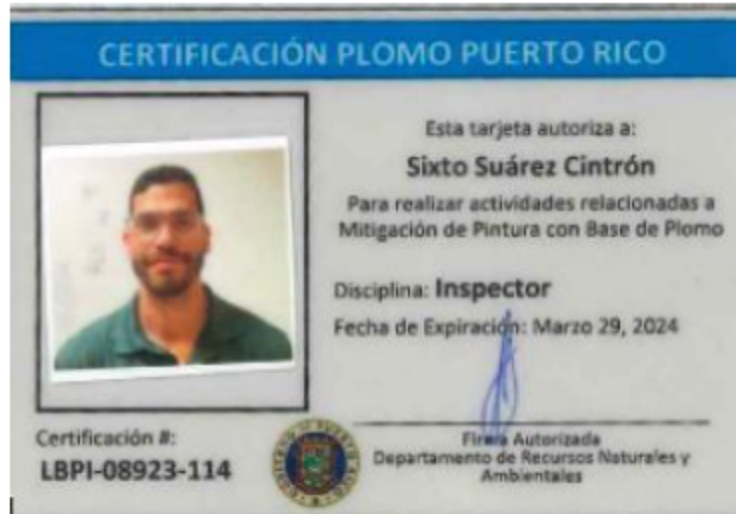 CERTIFICACIÓN PLOMO PUERTO RICO
Esta tarjeta autoriza a:
Sixto Suárez Cintrón
Para realizar actividades relacionadas a
Mitigación de Pintura con Base de Plomo
Disciplina: Inspector
Fecha de Expiración: Marzo 29, 2024
Certificación #:
LBPI-08923-114
Firma Autorizada
Departamento de Recursos Naturales y
Ambientales